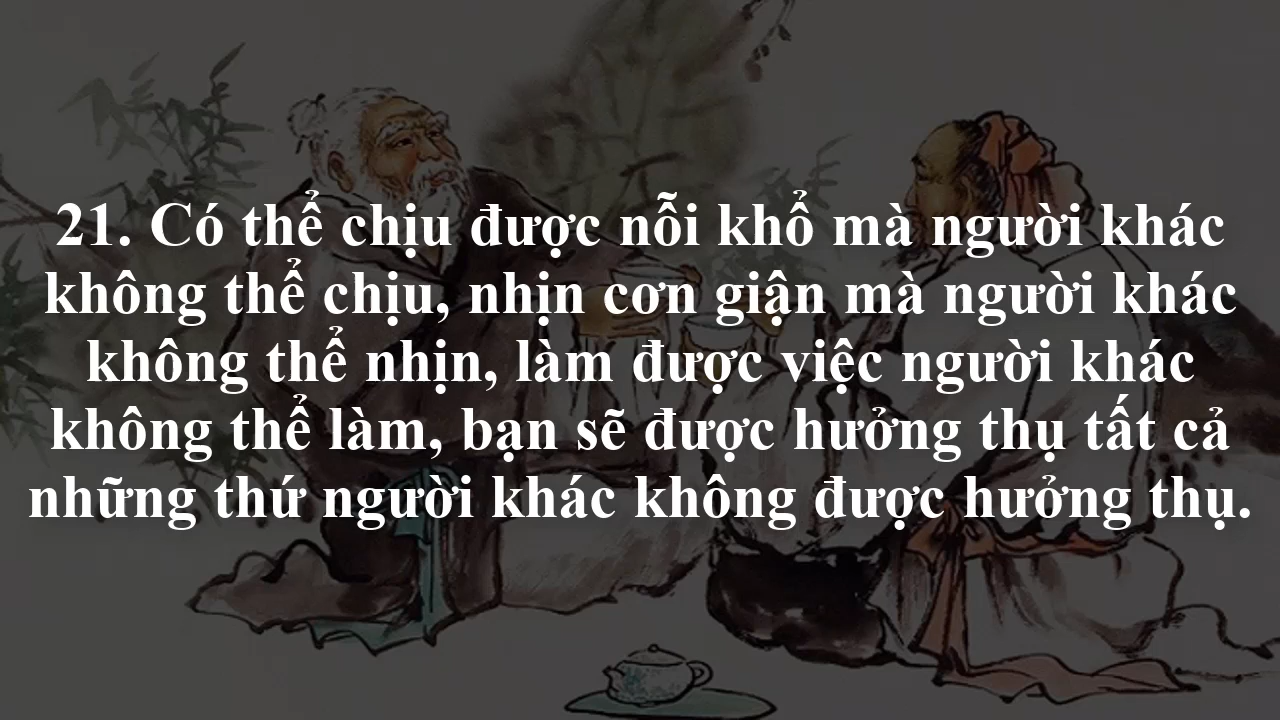 21. Có thể chịu được nỗi khổ mà người khác
không thể chịu, nhịn cơn giận mà người khác
không thể nhịn, làm được việc người khác
không thể làm, bạn sẽ được hưởng thụ tất cả
những thứ người khác không được hưởng thụ.